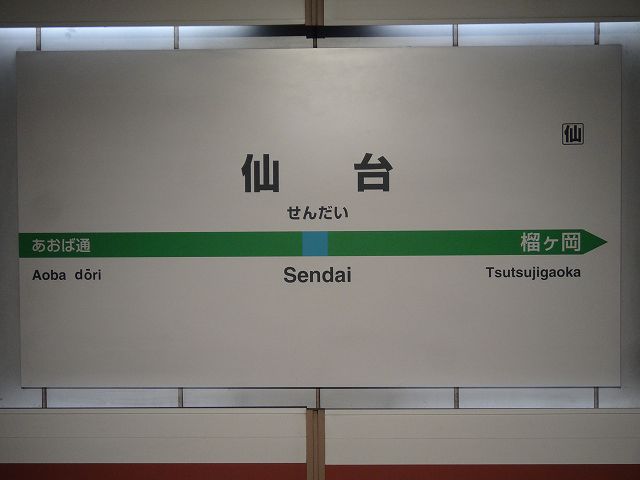 仙
仙台
せんだい
あおば通 榴ヶ岡
Aoba dōri Sendai Tsutsujigaoka